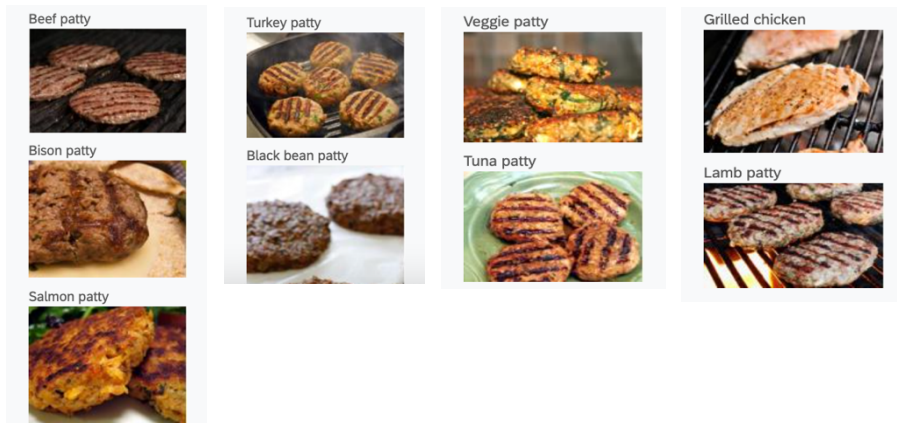 Beef patty
Bison patty
Salmon patty
Turkey patty
Black bean patty
Veggie patty
Tuna patty
Grilled chicken
Lamb patty